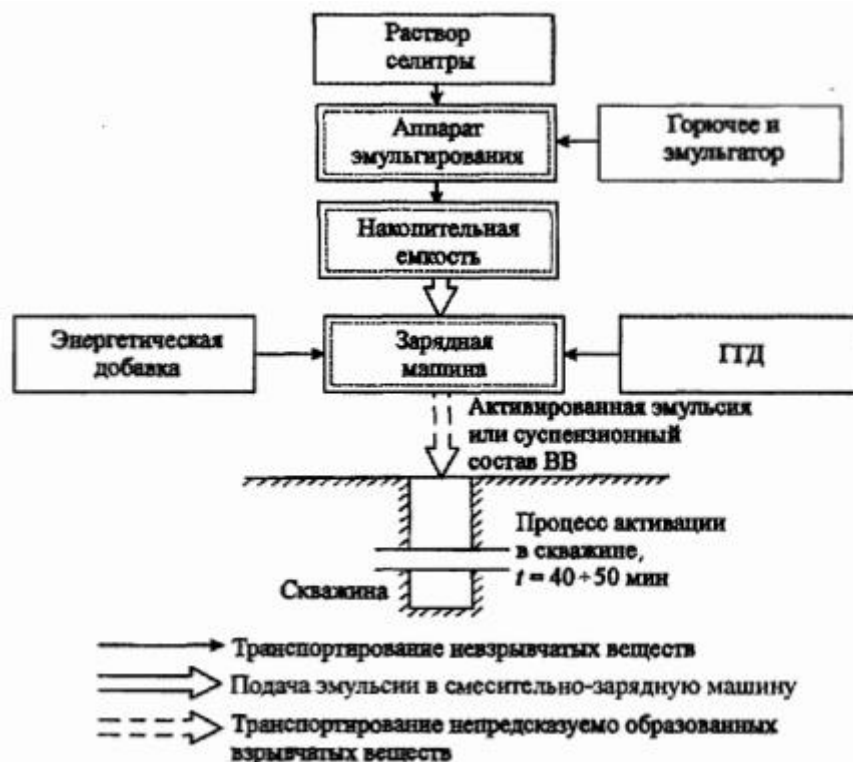 Раствор
селитры
Аппарат
эмульгирования
Горючее и
эмульгатор
Накопительная
емкость
Энергетическая
добавка
Зарядная
машина
ГГД
Активированная эмульсия
или суспензионный
состав ВВ
Процесс активации
в скважине,
t = 40 ÷ 50 мин
Скважина
Транспортирование невзрывчатых веществ
Подача эмульсии в смесительно-зарядную машину
Транспортирование непредсказуемо образованных
взрывчатых веществ